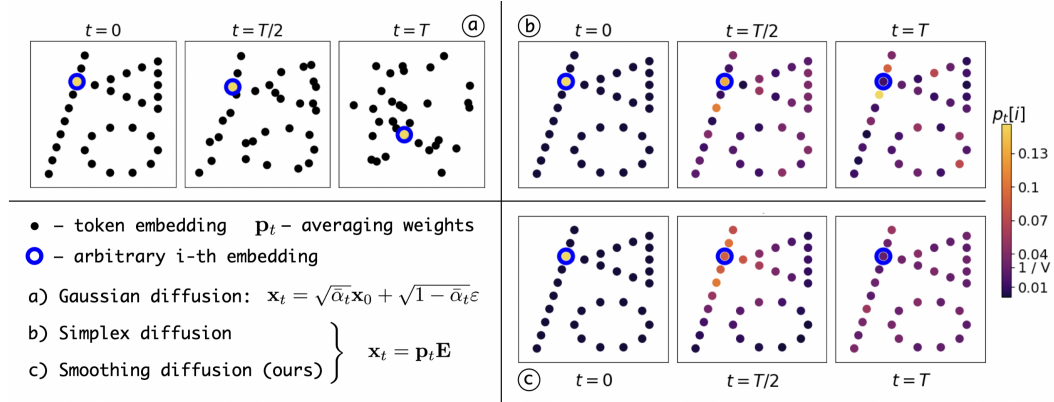 t = 0 t = T/2 t = T a
b t = 0 t = T/2 t = T
p_t[i]
0.13
0.1
0.07
0.04
1 / V
0.01
– token embedding p_t – averaging weights
– arbitrary i-th embedding
a) Gaussian diffusion: x_t = √ᾱ_t x_0 + √1 − ᾱ_t ε
b) Simplex diffusion
c) Smoothing diffusion (ours) } x_t = p_t E
c t = 0 t = T/2 t = T